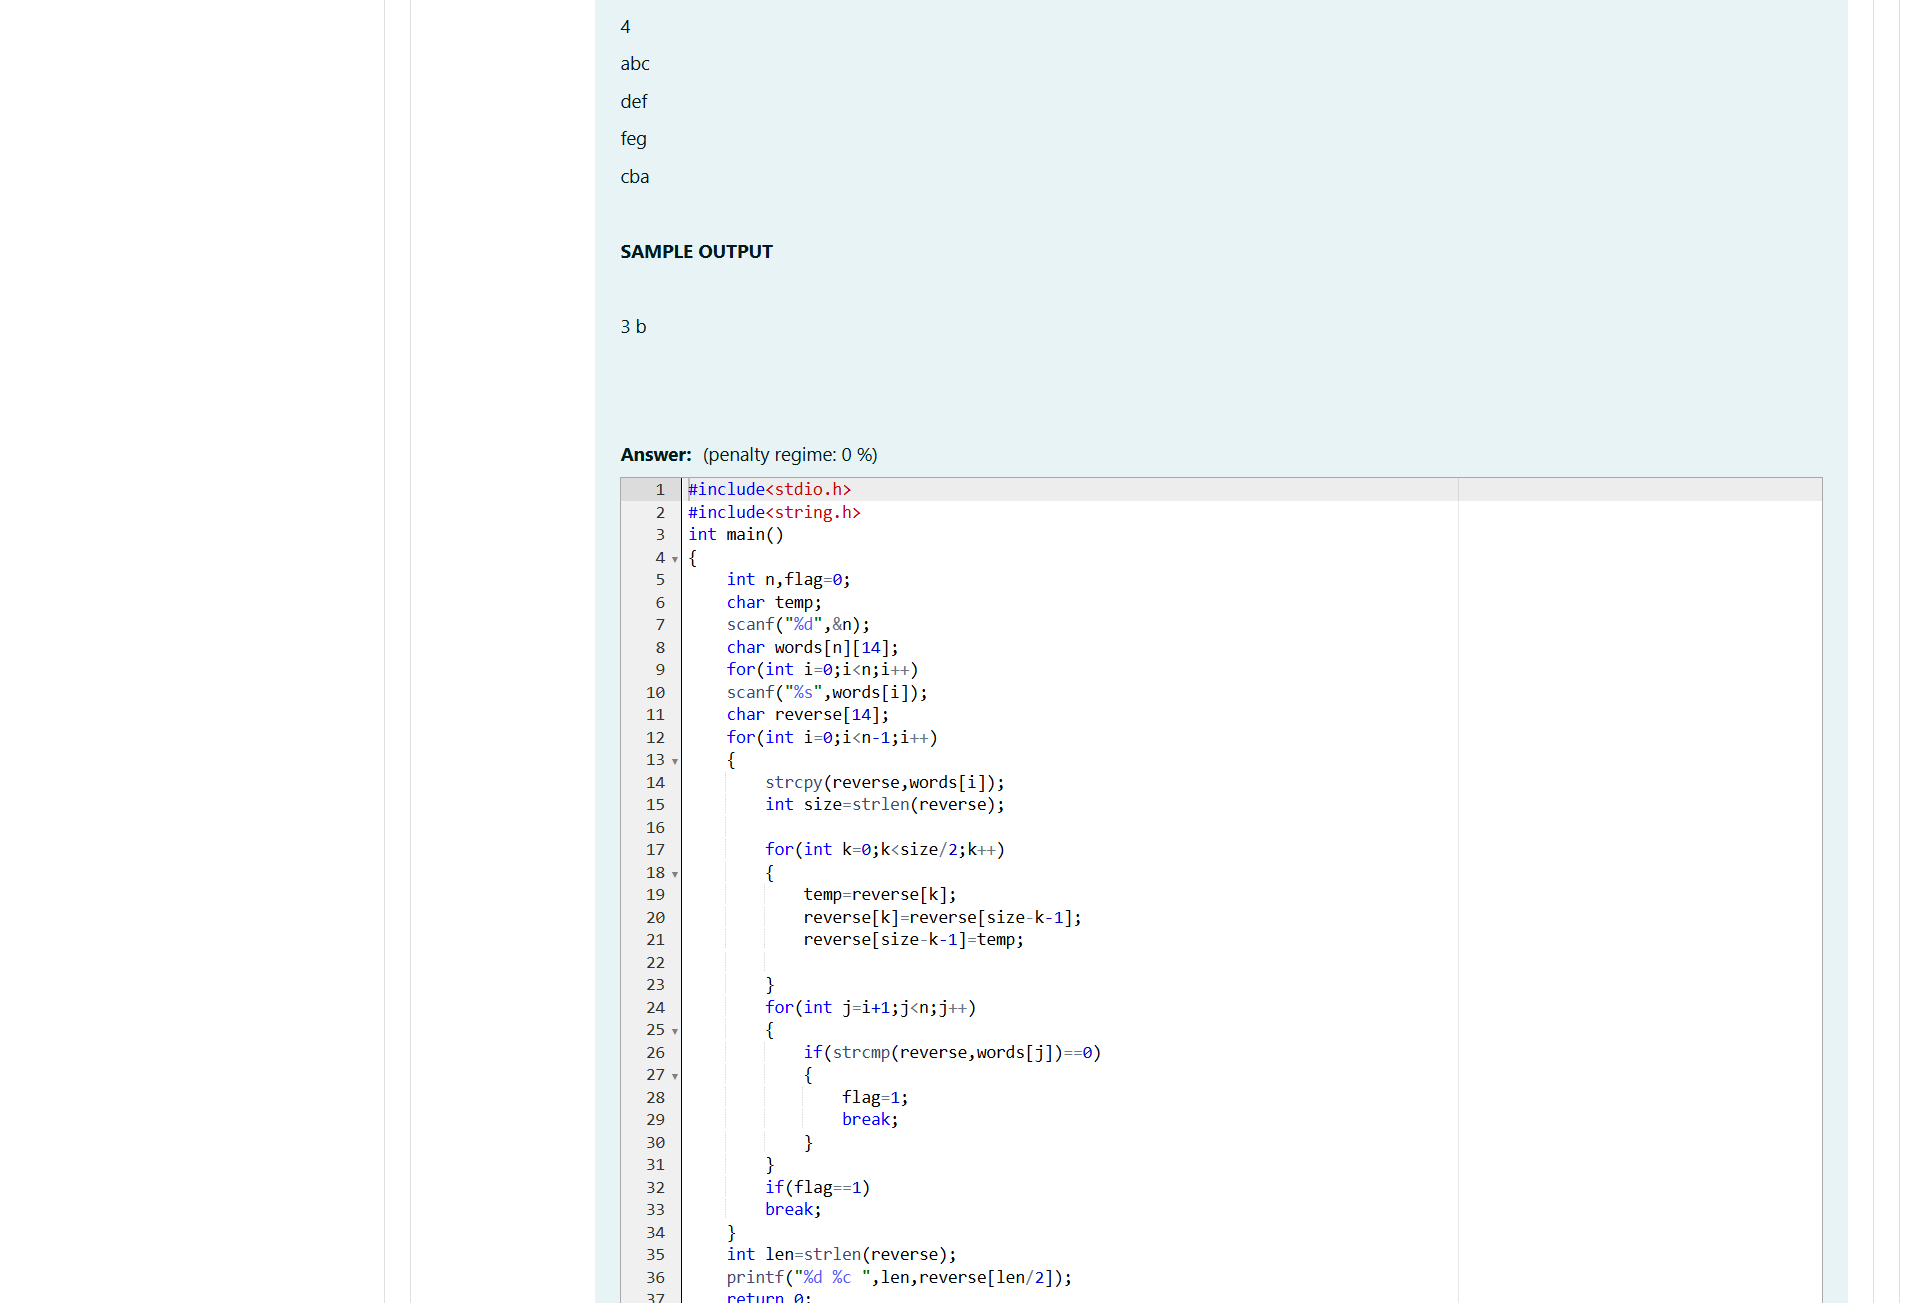 4
abc
def
feg
cba
SAMPLE OUTPUT
3 b
Answer: (penalty regime: 0 %)
1 #include<stdio.h>
2 #include<string.h>
3 int main()
4 {
5     int n,flag=0;
6     char temp;
7     scanf("%d",&n);
8     char words[n][14];
9     for(int i=0;i<n;i++)
10     scanf("%s",words[i]);
11     char reverse[14];
12     for(int i=0;i<n-1;i++)
13     {
14         strcpy(reverse,words[i]);
15         int size=strlen(reverse);
16
17         for(int k=0;k<size/2;k++)
18         {
19             temp=reverse[k];
20             reverse[k]=reverse[size-k-1];
21             reverse[size-k-1]=temp;
22
23         }
24         for(int j=i+1;j<n;j++)
25         {
26             if(strcmp(reverse,words[j])==0)
27             {
28                 flag=1;
29                 break;
30             }
31         }
32         if(flag==1)
33         break;
34     }
35     int len=strlen(reverse);
36     printf("%d %c ",len,reverse[len/2]);
37     return 0;